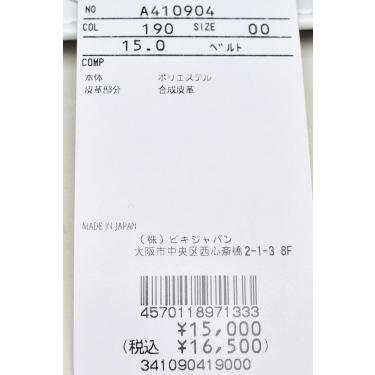 NO A410904
COL 190 SIZE 00
15.0 ベルト
COMP
本体 ポリエステル
皮革部分 合成皮革
MADE IN JAPAN
(株)ビキジャパン
大阪市中央区西心斎橋2-1-3 8F
4570118971333
¥15,000
(税込 ¥16,500)
341090419000